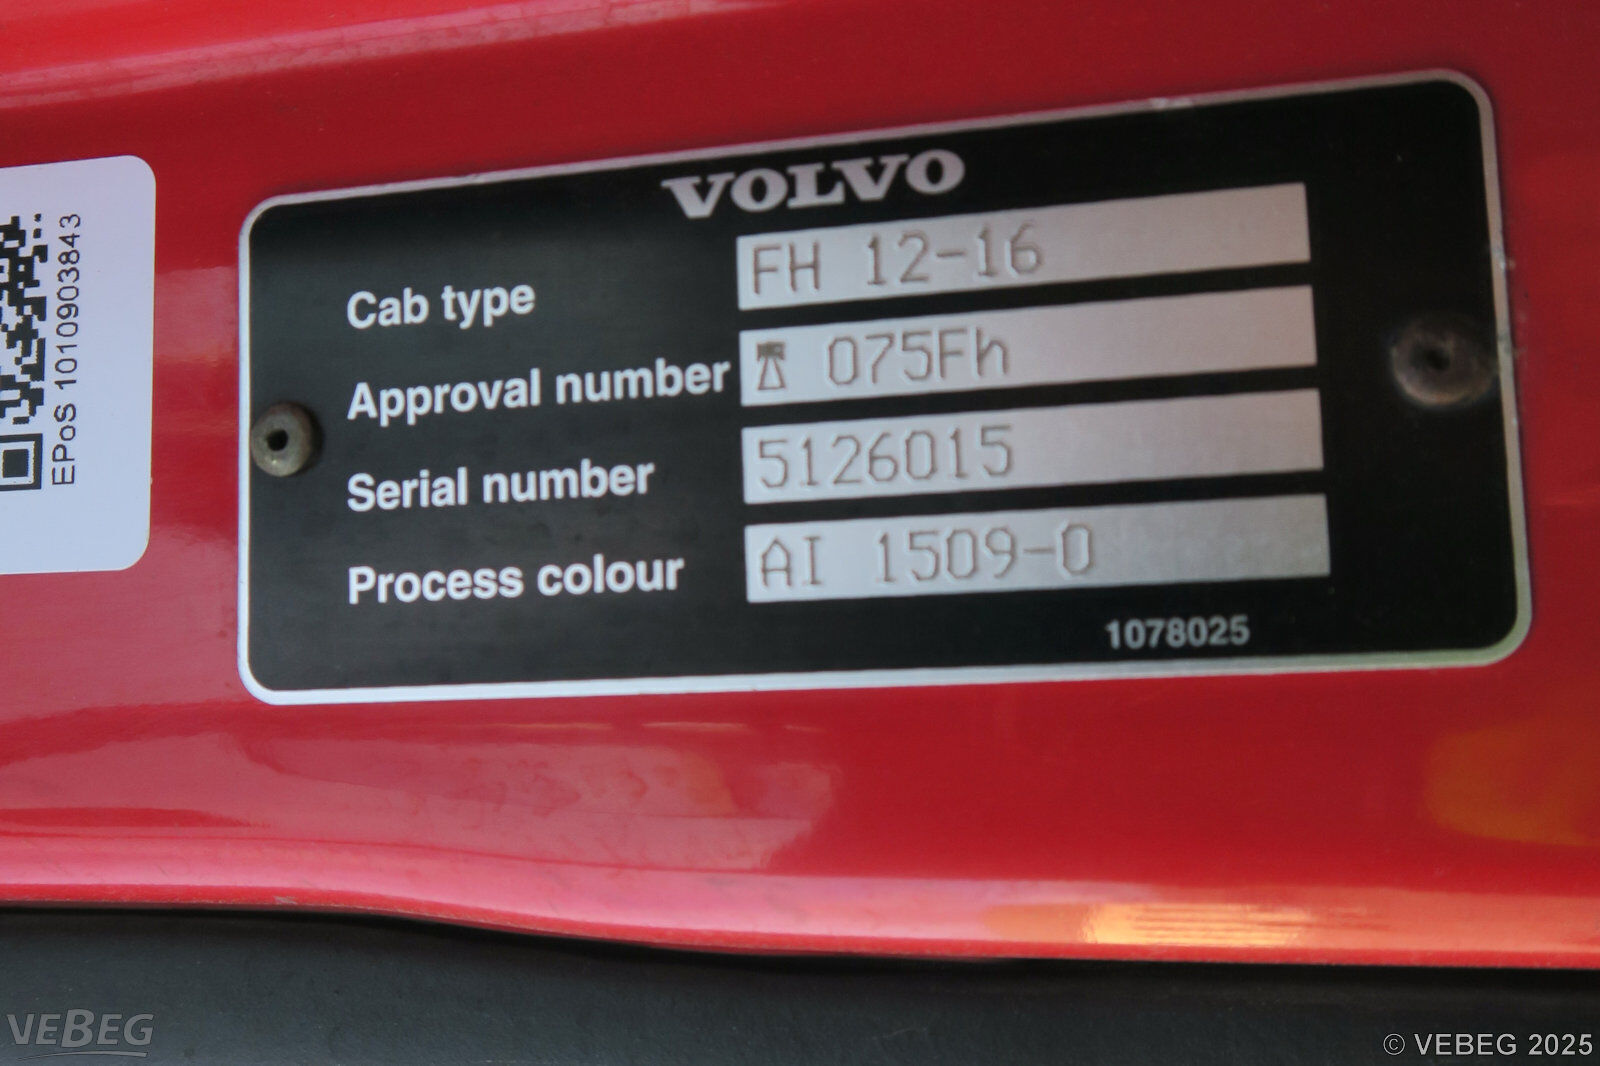 EPoS 1010903843
VOLVO
Cab type FH 12-16
Approval number 075Fh
Serial number 5126015
Process colour AI 1509-0
1078025
VEBEG
© VEBEG 2025